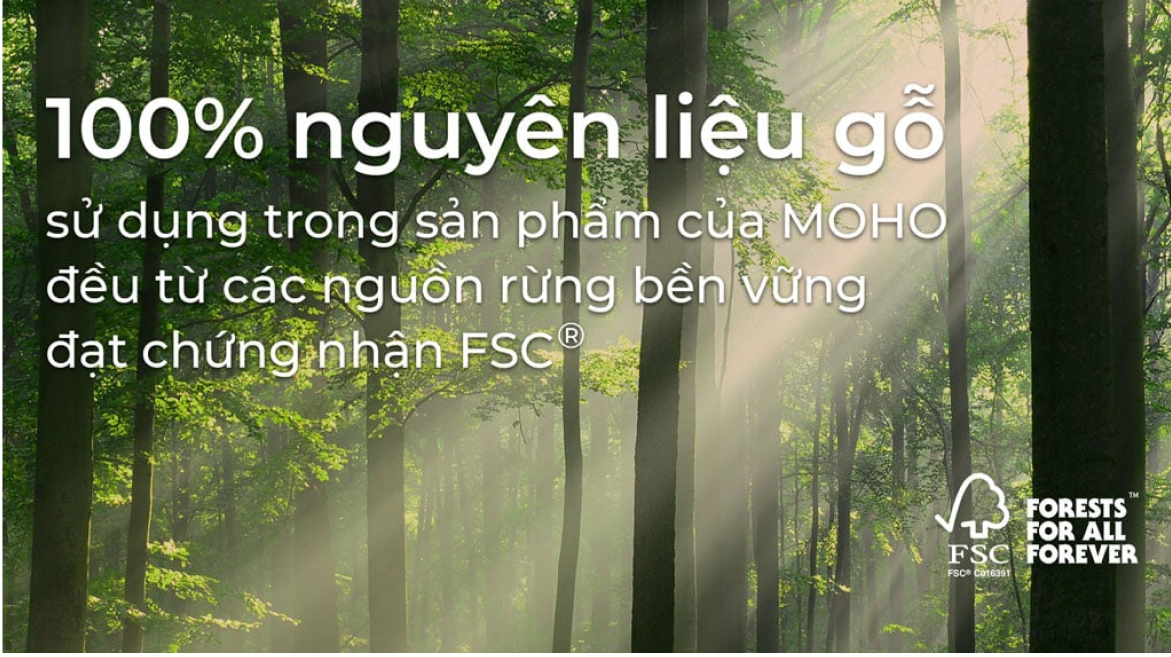 100% nguyên liệu gỗ
sử dụng trong sản phẩm của MOHO
đều từ các nguồn rừng bền vững
đạt chứng nhận FSC®
FORESTS™
FOR ALL
FOREVER
FSC
FSC® C016391